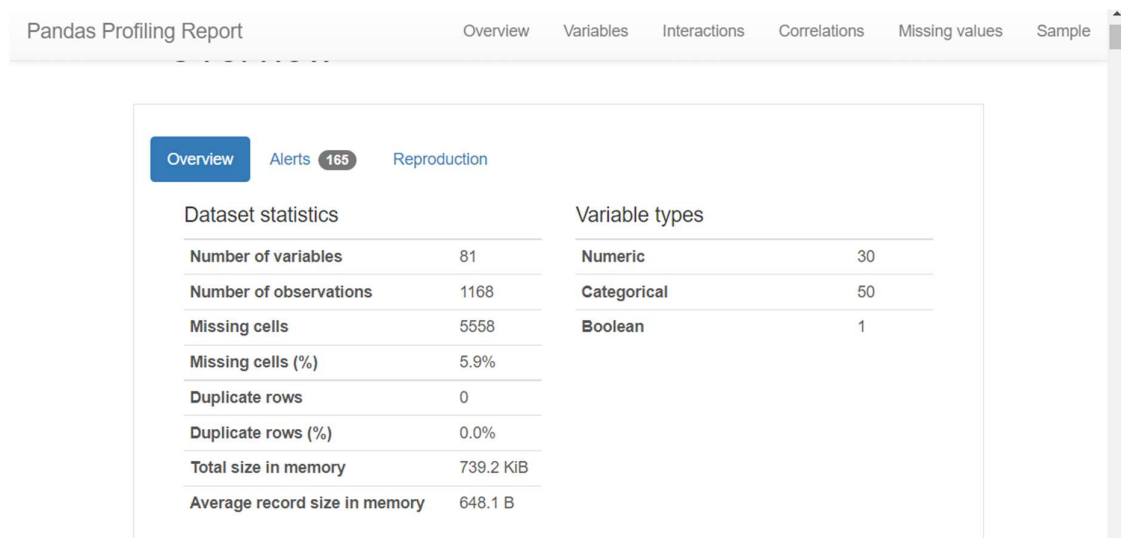 Pandas Profiling Report Overview Variables Interactions Correlations Missing values Sample
Overview Alerts 165 Reproduction
Dataset statistics
Number of variables 81
Number of observations 1168
Missing cells 5558
Missing cells (%) 5.9%
Duplicate rows 0
Duplicate rows (%) 0.0%
Total size in memory 739.2 KiB
Average record size in memory 648.1 B
Variable types
Numeric 30
Categorical 50
Boolean 1